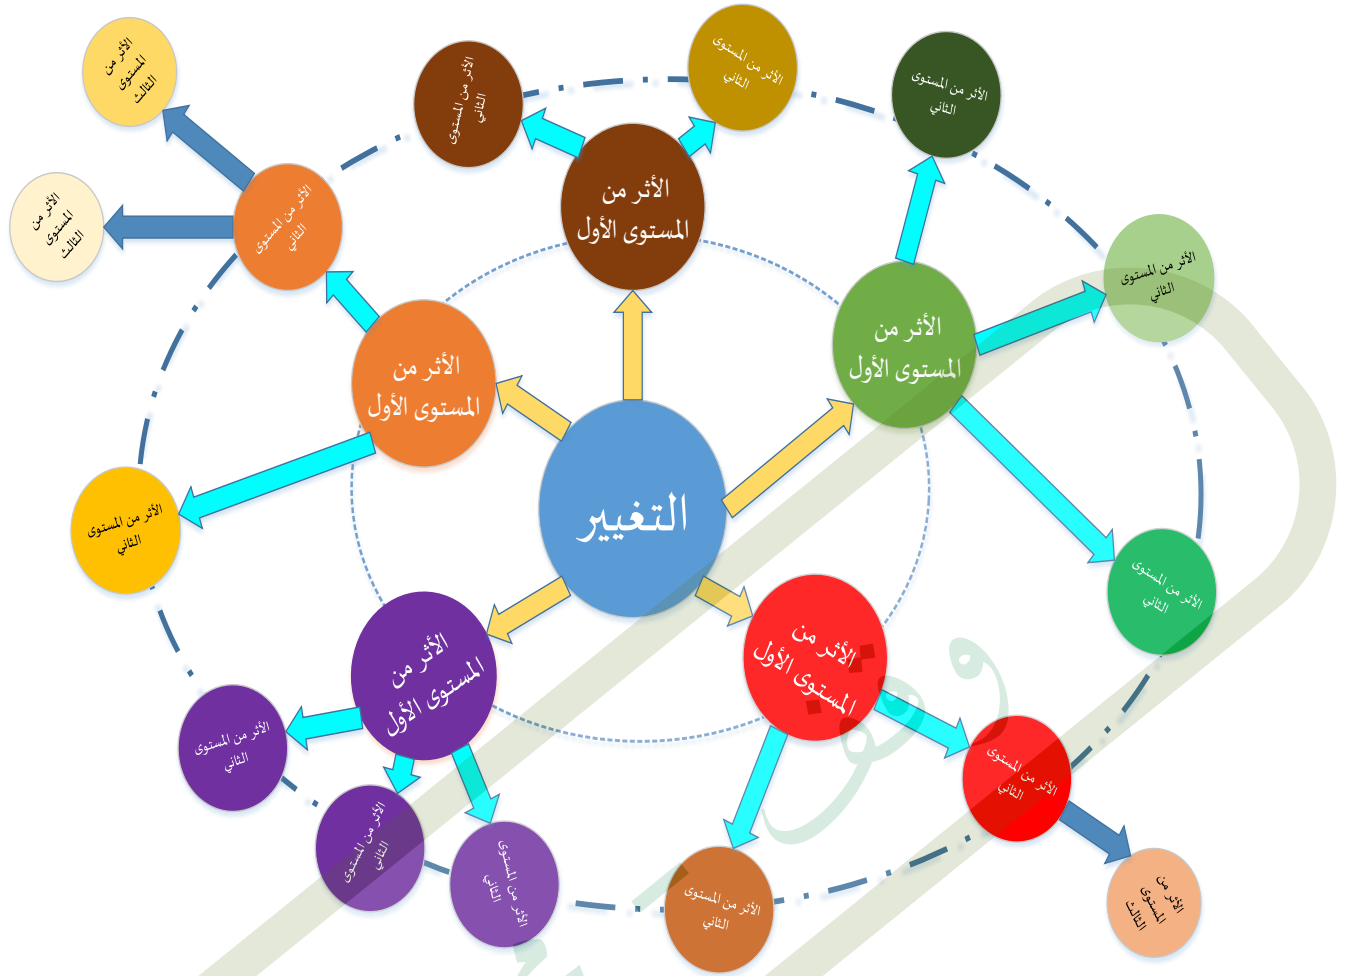 الأثر من
المستوى
الثالث
الأثر من المستوى
الثاني
الأثر من المستوى
الثاني
الأثر من المستوى
الثاني
الأثر من
المستوى
الثالث
الأثر من المستوى
الثاني
الأثر من
المستوى الأول
الأثر من المستوى
الثاني
الأثر من
المستوى الأول
الأثر من
المستوى الأول
التغيير
الأثر من المستوى
الثاني
الأثر من المستوى
الثاني
الأثر من
المستوى الأول
الأثر من
المستوى الأول
الأثر من المستوى
الثاني
الأثر من المستوى
الثاني
الأثر من المستوى
الثاني
الأثر من المستوى
الثاني
الأثر من المستوى
الثاني
الأثر من
المستوى
الثالث